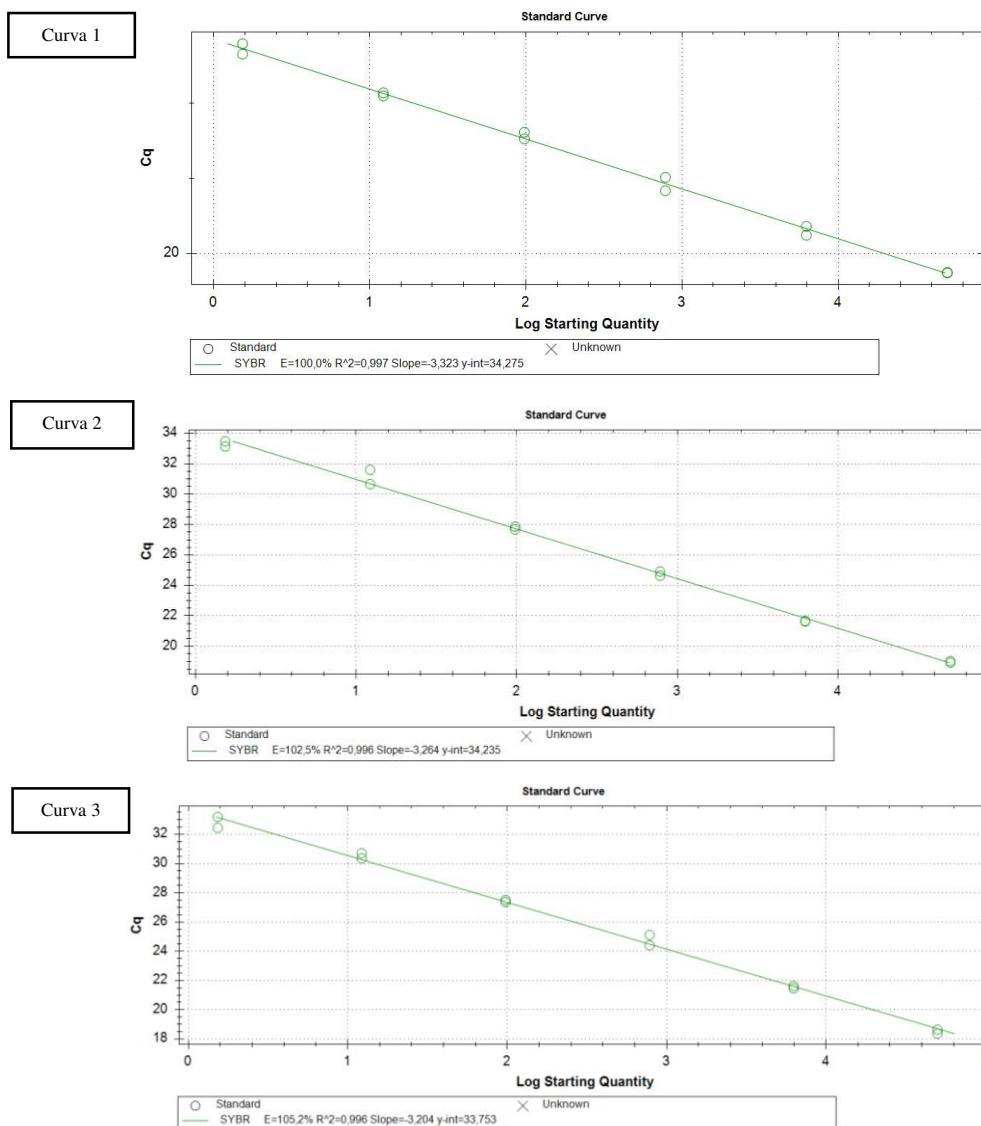 Curva 1
Standard Curve
Cq
20
0 1 2 3 4
Log Starting Quantity
Standard Unknown
SYBR E=100,0% R^2=0,997 Slope=-3,323 y-int=34,275
Curva 2
Standard Curve
Cq
34
32
30
28
26
24
22
20
0 1 2 3 4
Log Starting Quantity
Standard Unknown
SYBR E=102,5% R^2=0,996 Slope=-3,264 y-int=34,235
Curva 3
Standard Curve
Cq
32
30
28
26
24
22
20
18
0 1 2 3 4
Log Starting Quantity
Standard Unknown
SYBR E=105,2% R^2=0,996 Slope=-3,204 y-int=33,753